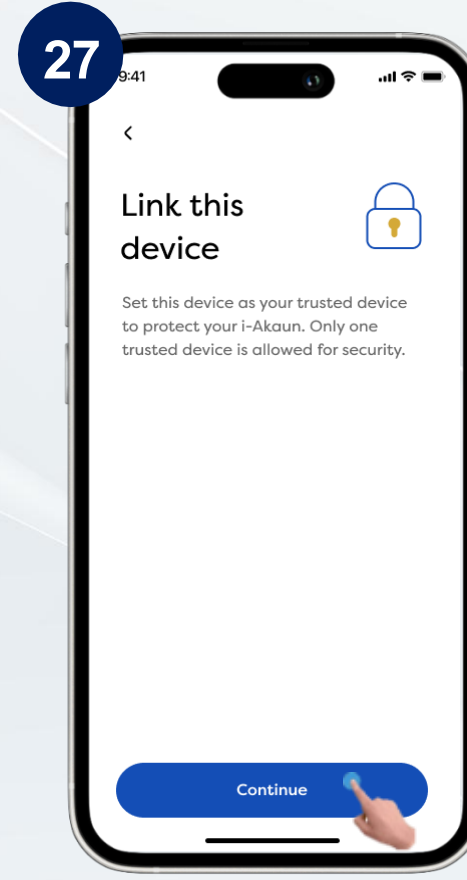 27
9:41
Link this
device
Set this device as your trusted device
to protect your i-Akaun. Only one
trusted device is allowed for security.
Continue